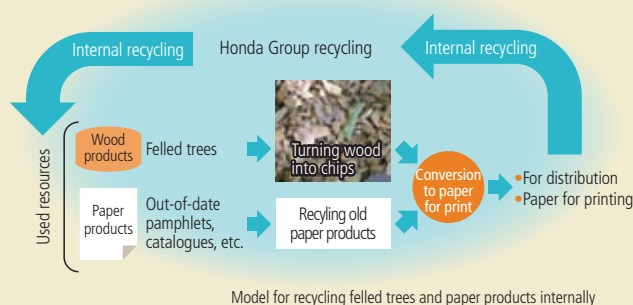 Internal recycling
Honda Group recycling
Internal recycling
Used resources
Wood
products
Felled trees
Turning wood
into chips
Paper
products
Out-of-date
pamphlets,
catalogues, etc.
Recyling old
paper products
Conversion
to paper
for print
•For distribution
•Paper for printing
Model for recycling felled trees and paper products internally